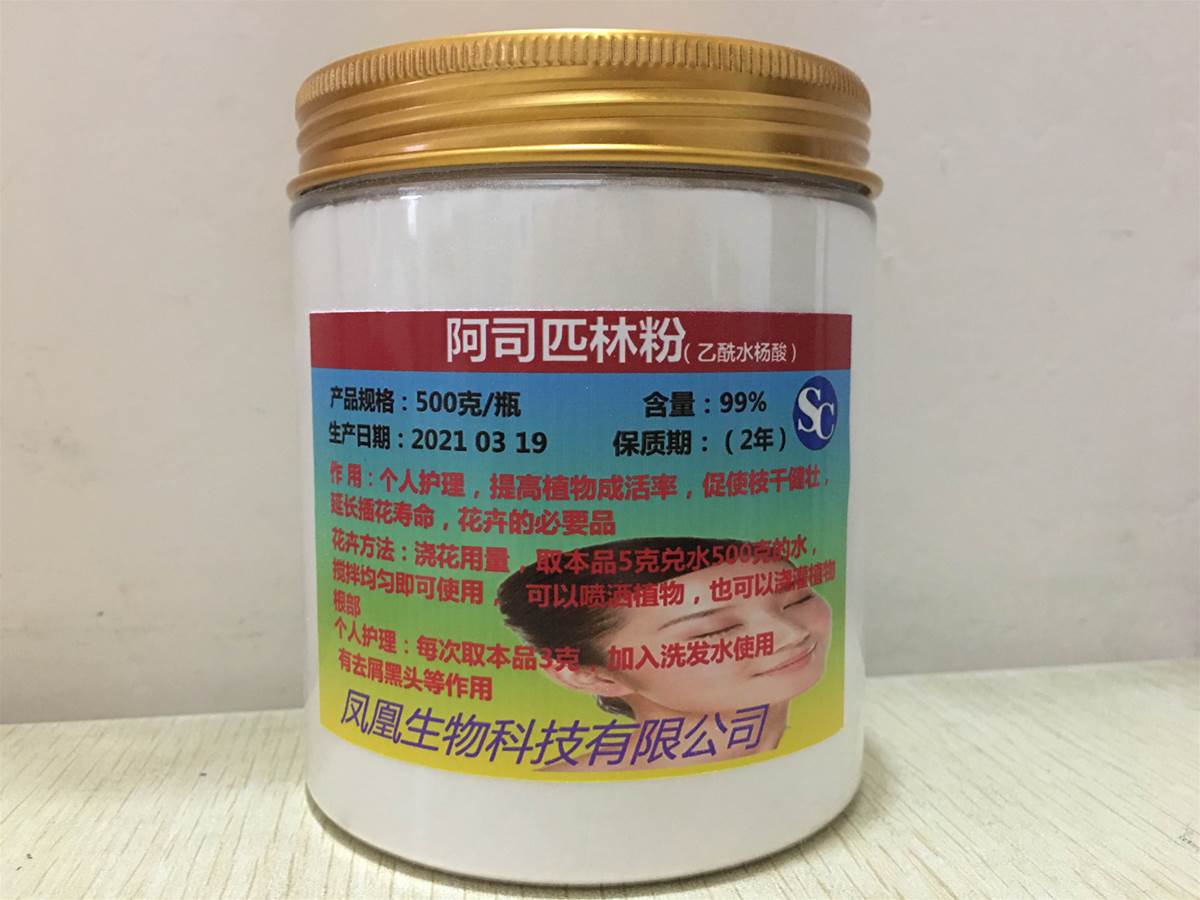 阿司匹林粉(乙酰水杨酸)
产品规格：500克/瓶 含量：99%
生产日期：2021 03 19 保质期：（2年）
SC
作用：个人护理，提高植物成活率，促使枝干健壮，
延长插花寿命，花卉的必要品
花卉方法：浇花用量，取本品5克兑水500克的水，
搅拌均匀即可使用， 可以喷洒植物，也可以浇灌植物
根部
个人护理：每次取本品3克，加入洗发水使用
有去屑黑头等作用
凤凰生物科技有限公司